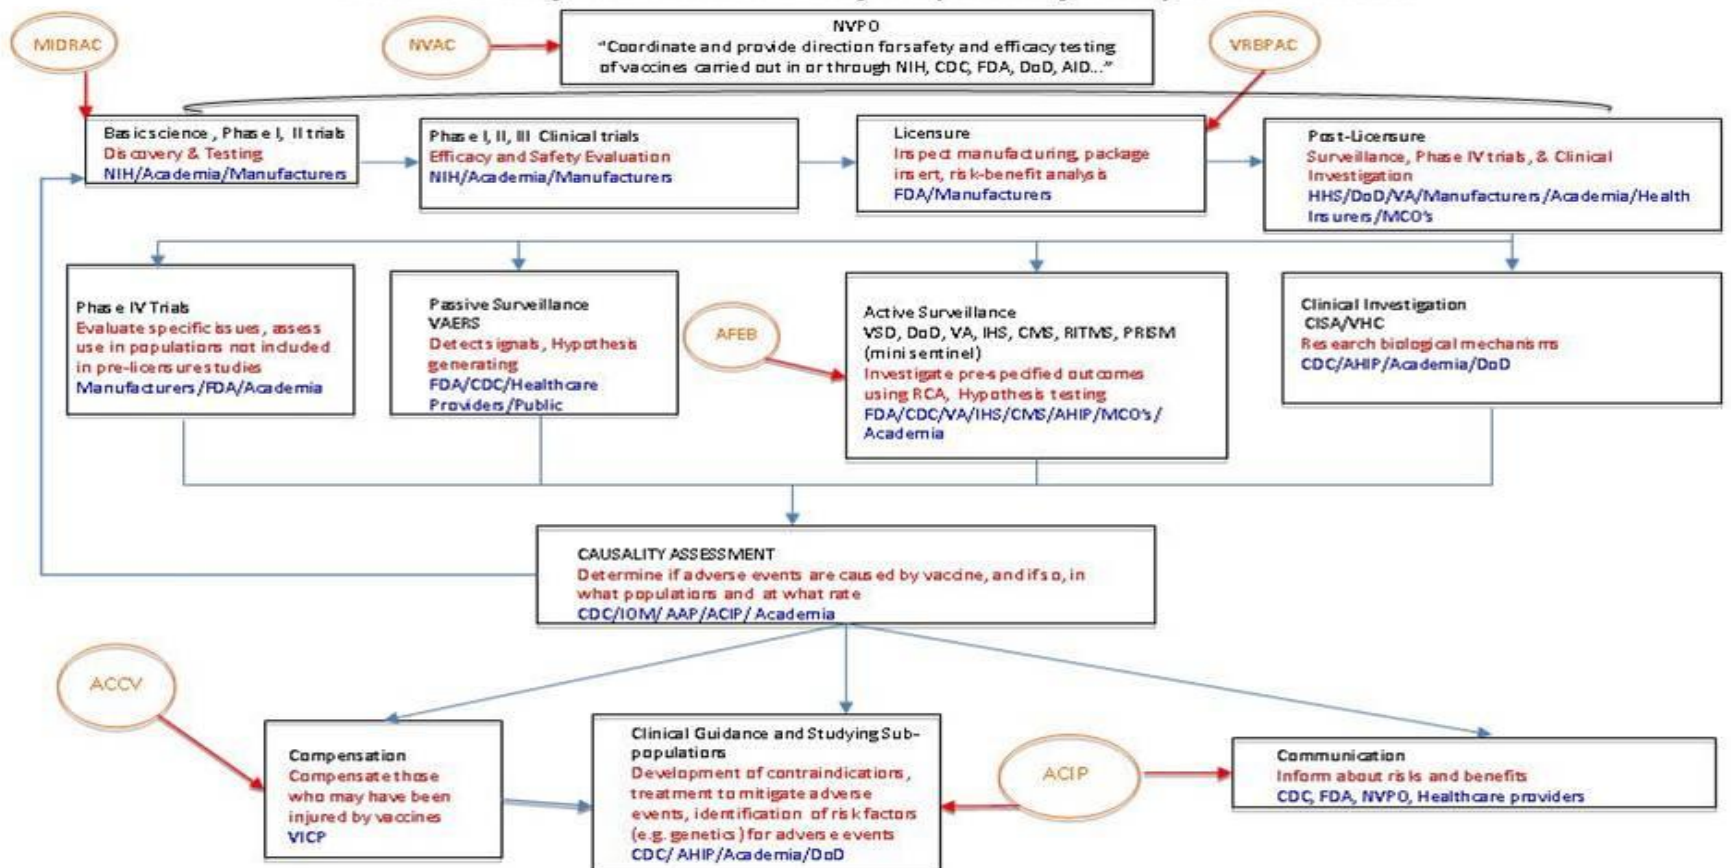 MIDRAC
NVAC
NVPO
“Coordinate and provide direction for safety and efficacy testing
of vaccines carried out in or through NIH, CDC, FDA, DoD, AID...”
VRBPAC
Basic science, Phase I, II trials
Discovery & Testing
NIH/Academia/Manufacturers
Phase I, II, III Clinical trials
Efficacy and Safety Evaluation
NIH/Academia/Manufacturers
Licensure
Inspect manufacturing, package
insert, risk-benefit analysis
FDA/Manufacturers
Post-Licensure
Surveillance, Phase IV trials, & Clinical
Investigation
HHS/DoD/VA/Manufacturers/Academia/Health
Insurers/MCO's
Phase IV Trials
Evaluate specific issues, assess
use in populations not included
in pre-licensure studies
Manufacturers/FDA/Academia
Passive Surveillance
VAERS
Detect signals, Hypothesis
generating
FDA/CDC/Healthcare
Providers/Public
AFEB
Active Surveillance
VSD, DoD, VA, IHS, CMS, RITMS, PRISM
(mini sentinel)
Investigate pre-specified outcomes
using RCA, Hypothesis testing
FDA/CDC/VA/IHS/CMS/AHIP/MCO's/
Academia
Clinical Investigation
CISA/VHC
Research biological mechanisms
CDC/AHIP/Academia/DoD
CAUSALITY ASSESSMENT
Determine if adverse events are caused by vaccine, and if so, in
what populations and at what rate
CDC/IOM/ AAP/ACIP/ Academia
ACCV
Compensation
Compensate those
who may have been
injured by vaccines
VICP
Clinical Guidance and Studying Sub-
populations
Development of contraindications,
treatment to mitigate adverse
events, identification of risk factors
(e.g. genetics) for adverse events
CDC/ AHIP/Academia/DoD
ACIP
Communication
Inform about risks and benefits
CDC, FDA, NVPO, Healthcare providers